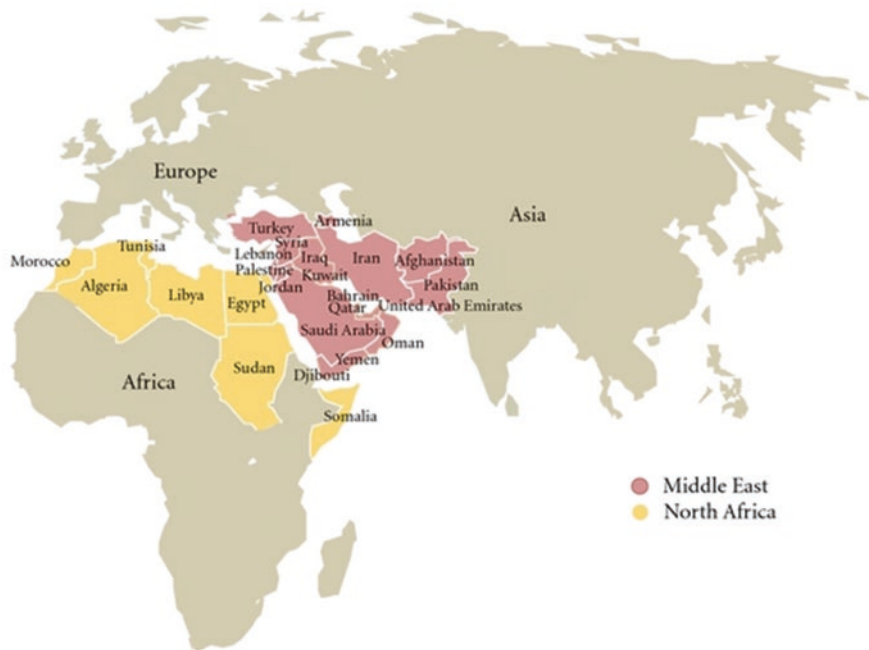 Europe
Asia
Armenia
Turkey
Syria
Tunisia
Lebanon
Iraq
Iran
Afghanistan
Morocco
Palestine
Kuwait
Algeria
Jordan
Pakistan
Libya
Egypt
Bahrain
Qatar
United Arab Emirates
Saudi Arabia
Oman
Yemen
Sudan
Djibouti
Africa
Somalia
Middle East
North Africa